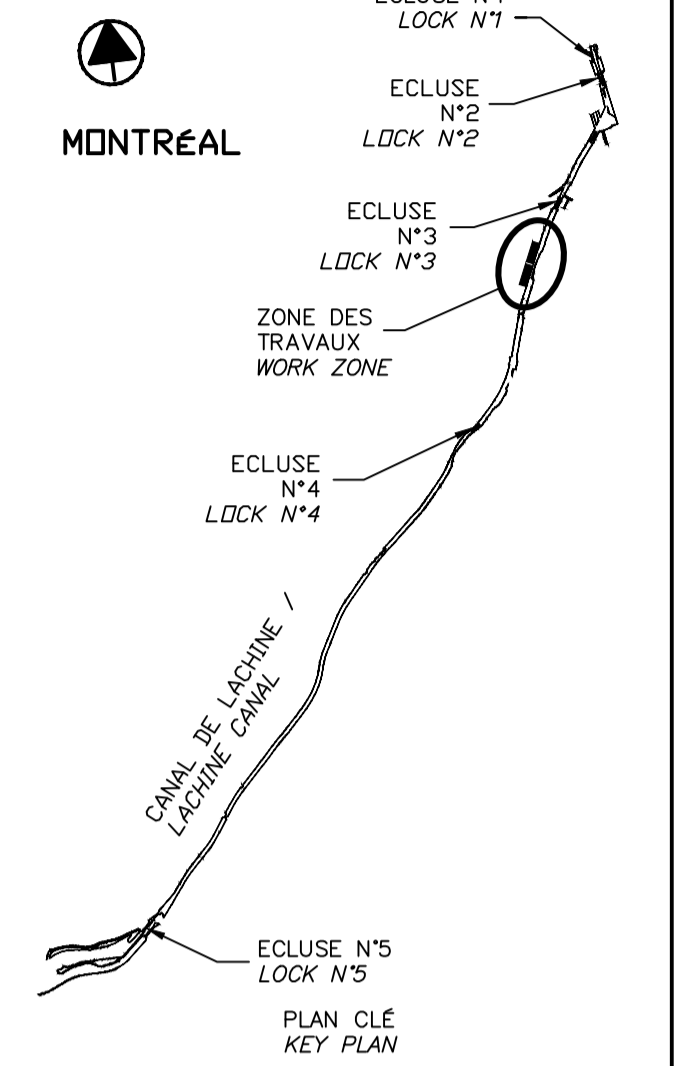 LOCK N°1
ECLUSE
N°2
LOCK N°2
MONTRÉAL
ECLUSE
N°3
LOCK N°3
ZONE DES
TRAVAUX
WORK ZONE
ECLUSE
N°4
LOCK N°4
CANAL DE LACHINE /
LACHINE CANAL
ECLUSE N°5
LOCK N°5
PLAN CLÉ
KEY PLAN